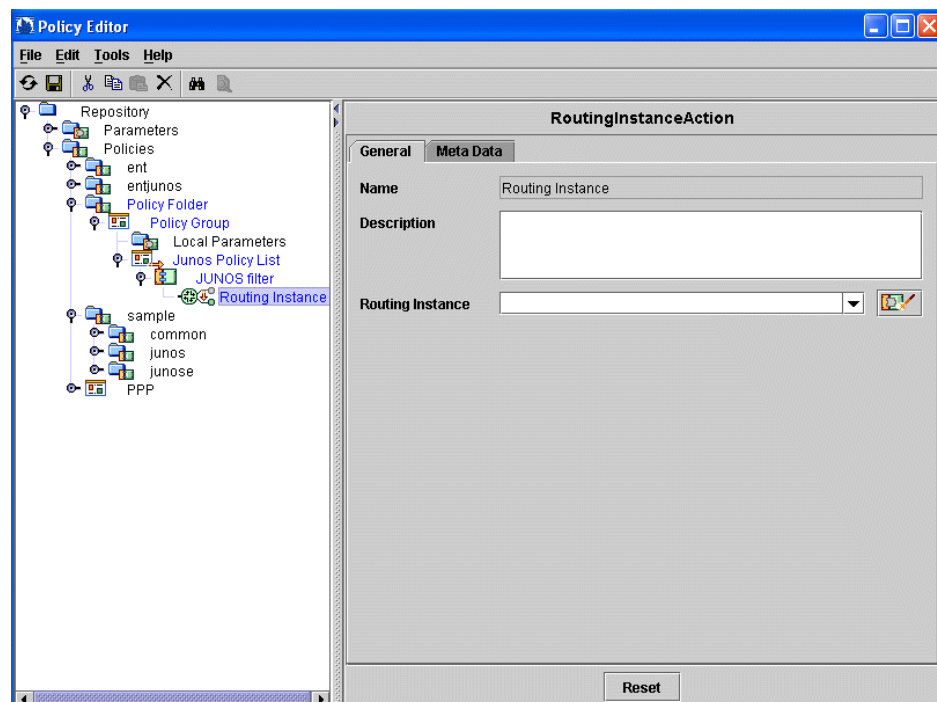 Policy Editor
File Edit Tools Help
Repository
Parameters
Policies
ent
entjunos
Policy Folder
Policy Group
Local Parameters
Junos Policy List
JUNOS filter
Routing Instance
sample
common
junos
junose
PPP
RoutingInstanceAction
General Meta Data
Name Routing Instance
Description
Routing Instance
Reset